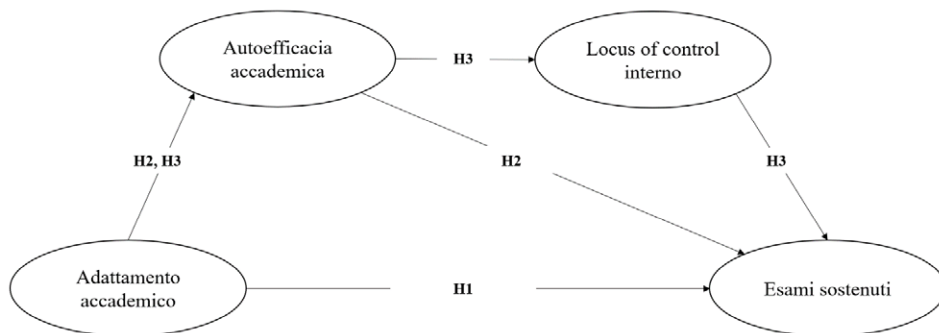 Autoefficacia
accademica
H3
Locus of control
interno
H2, H3
H2
H3
Adattamento
accademico
H1
Esami sostenuti